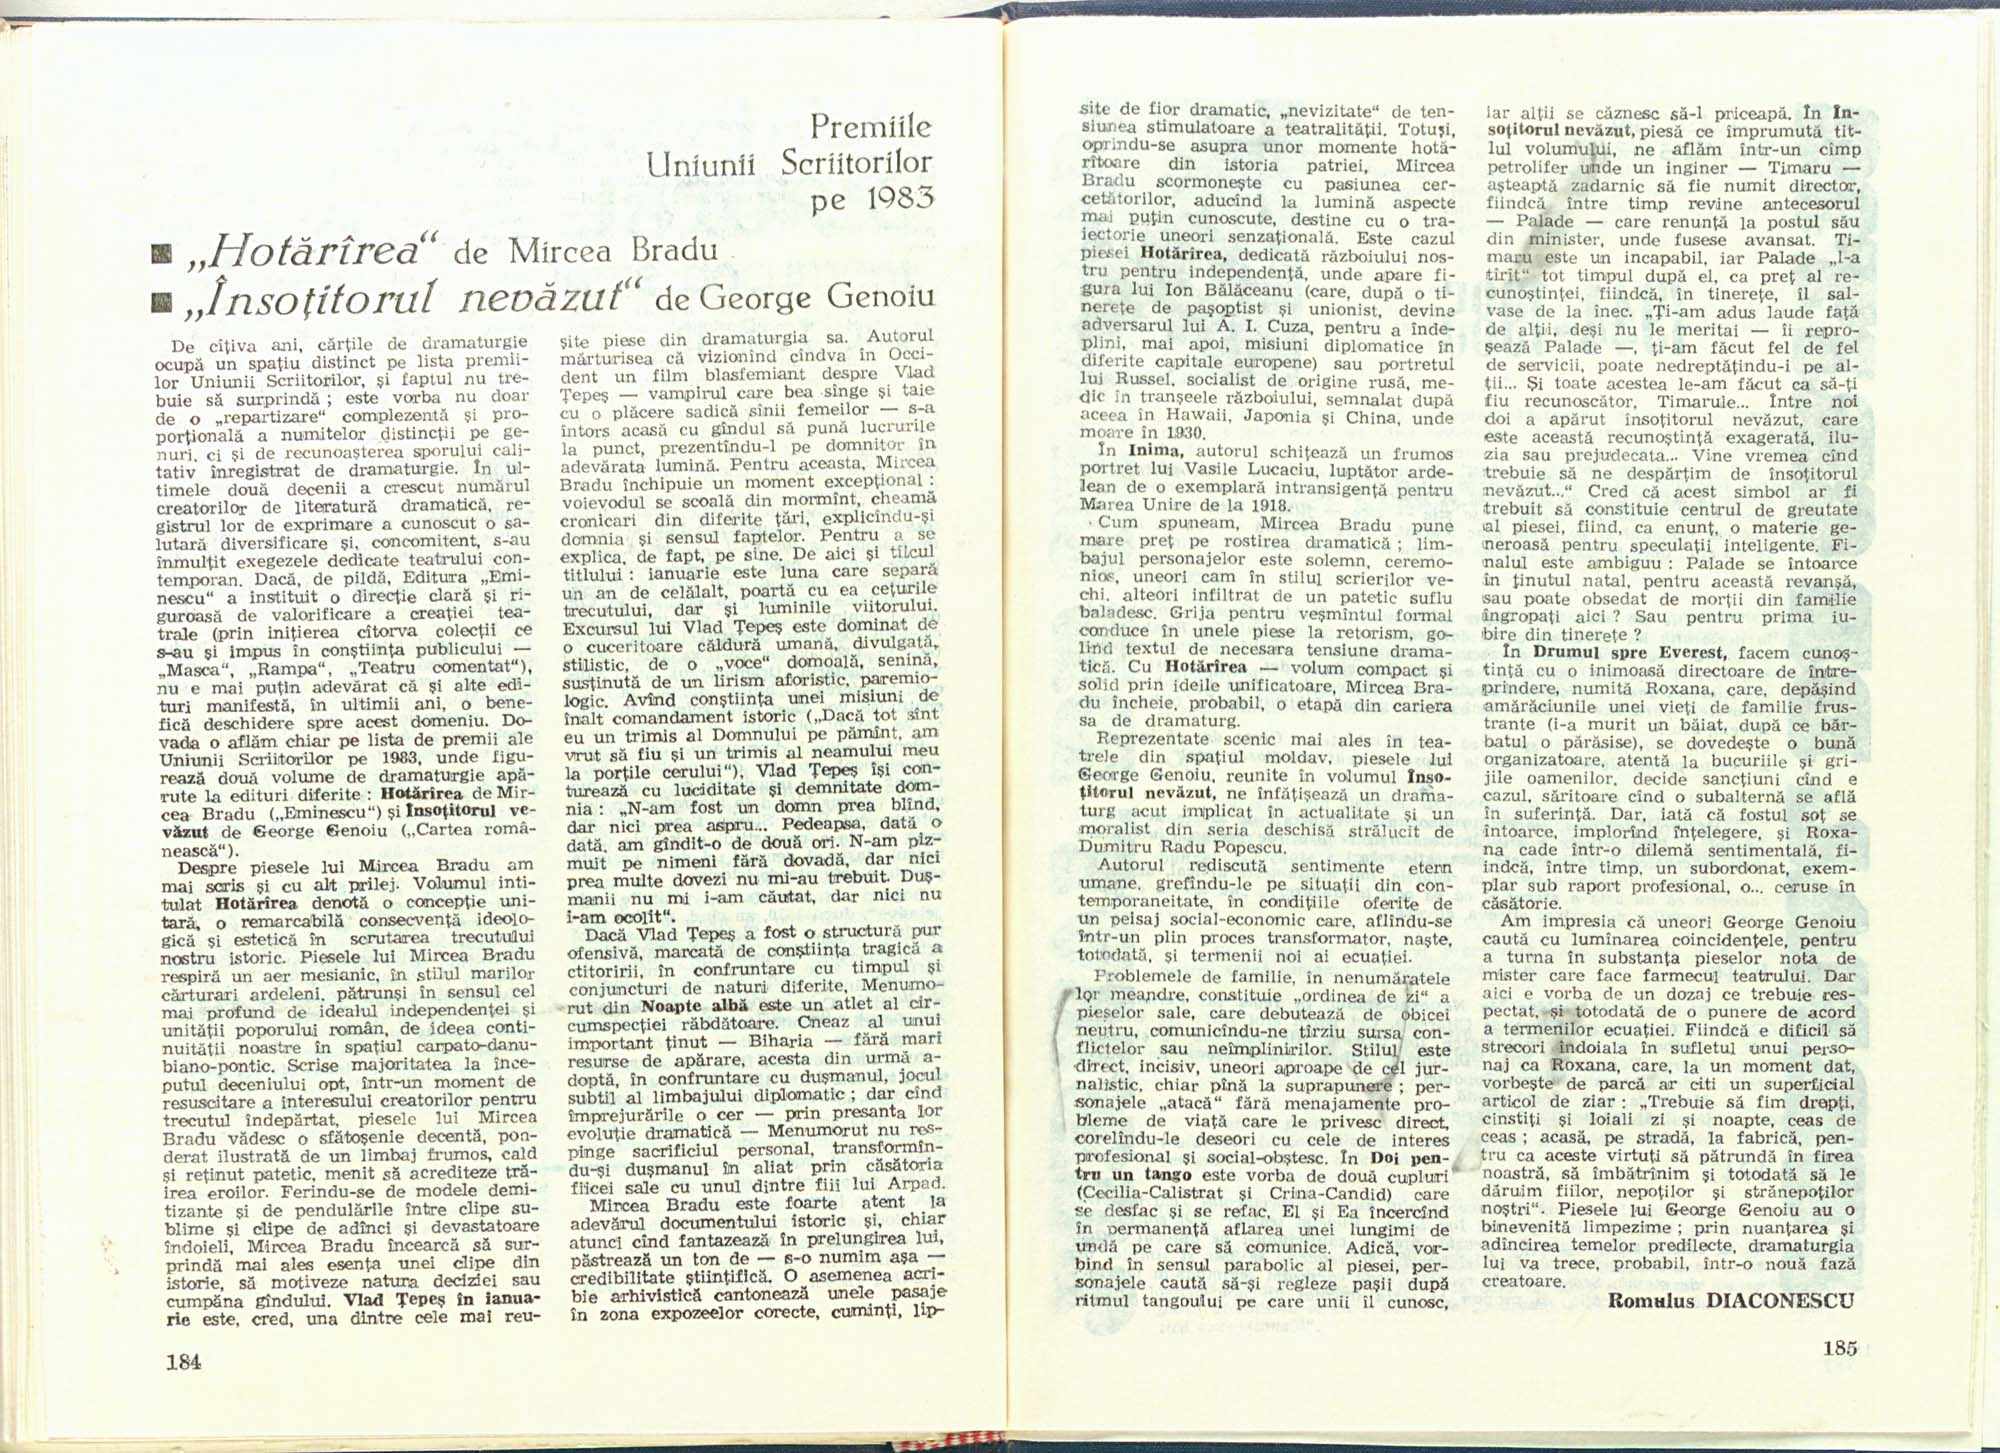 Premiile
Uniunii Scriitorilor
pe 1983
■ „Hotărîrea“ de Mircea Bradu
■ „Însoțitorul nevăzut“ de George Genoiu
De cîțiva ani, cărțile de dramaturgie
ocupă un spațiu distinct pe lista premii-
lor Uniunii Scriitorilor, și faptul nu tre-
buie să surprindă ; este vorba nu doar
de o „repartizare“ complezentă și pro-
porțională a numitelor distincții pe ge-
nuri, ci și de recunoașterea sporului cali-
tativ înregistrat de dramaturgie. În ul-
timele două decenii a crescut numărul
creatorilor de literatură dramatică, re-
gistrul lor de exprimare a cunoscut o sa-
lutară diversificare și, concomitent, s-au
înmulțit exegezele dedicate teatrului con-
temporan. Dacă, de pildă, Editura „Emi-
nescu“ a instituit o direcție clară și ri-
guroasă de valorificare a creației tea-
trale (prin inițierea cîtorva colecții ce
s-au și impus în conștiința publicului —
„Masca“, „Rampa“, „Teatru comentat“),
nu e mai puțin adevărat că și alte edi-
turi manifestă, în ultimii ani, o bene-
fică deschidere spre acest domeniu. Do-
vada o aflăm chiar pe lista de premii ale
Uniunii Scriitorilor pe 1983, unde figu-
rează două volume de dramaturgie apă-
rute la edituri diferite : Hotărîrea de Mir-
cea Bradu („Eminescu“) și Însoțitorul ve-
văzut de George Genoiu („Cartea româ-
nească“).
Despre piesele lui Mircea Bradu am
mai scris și cu alt prilej. Volumul inti-
tulat Hotărîrea denotă o concepție uni-
tară, o remarcabilă consecvență ideolo-
gică și estetică în scrutarea trecutului
nostru istoric. Piesele lui Mircea Bradu
respiră un aer mesianic, în stilul marilor
cărturari ardeleni, pătrunși în sensul cel
mai profund de idealul independenței și
unității poporului român, de ideea conti-
nuității noastre în spațiul carpato-danu-
biano-pontic. Scrise majoritatea la înce-
putul deceniului opt, într-un moment de
resuscitare a interesului creatorilor pentru
trecutul îndepărtat, piesele lui Mircea
Bradu vădesc o sfătoșenie decentă, pon-
derat ilustrată de un limbaj frumos, cald
și reținut patetic, menit să acrediteze tră-
irea eroilor. Ferindu-se de modele demi-
tizante și de pendulările între clipe su-
blime și clipe de adînci și devastatoare
îndoieli, Mircea Bradu încearcă să sur-
prindă mai ales esența unei clipe din
istorie, să motiveze natura deciziei sau
cumpăna gîndului. Vlad Țepeș în ianua-
rie este, cred, una dintre cele mai reu-
184
șite piese din dramaturgia sa. Autorul
mărturisea că vizionînd cîndva în Occi-
dent un film blasfemiant despre Vlad
Țepeș — vampirul care bea sînge și taie
cu o plăcere sadică sînii femeilor — s-a
întors acasă cu gîndul să pună lucrurile
la punct, prezentîndu-l pe domnitor în
adevărata lumină. Pentru aceasta, Mircea
Bradu închipuie un moment excepțional :
voievodul se scoală din mormînt, cheamă
cronicari din diferite țări, explicîndu-și
domnia și sensul faptelor. Pentru a se
explica, de fapt, pe sine. De aici și tîlcul
titlului : ianuarie este luna care separă
un an de celălalt, poartă cu ea cețurile
trecutului, dar și luminile viitorului.
Excursul lui Vlad Țepeș este dominat de
o cuceritoare căldură umană, divulgată,
stilistic, de o „voce“ domoală, senină,
susținută de un lirism aforistic, paremio-
logic. Avînd conștiința unei misiuni de
înalt comandament istoric („Dacă tot sînt
eu un trimis al Domnului pe pămînt, am
vrut să fiu și un trimis al neamului meu
la porțile cerului“), Vlad Țepeș își con-
turează cu luciditate și demnitate dom-
nia : „N-am fost un domn prea blînd,
dar nici prea aspru... Pedeapsa, dată o
dată, am gîndit-o de două ori. N-am piz-
muit pe nimeni fără dovadă, dar nici
prea multe dovezi nu mi-au trebuit. Duș-
manii nu mi i-am căutat, dar nici nu
i-am ocolit“.
Dacă Vlad Țepeș a fost o structură pur
ofensivă, marcată de conștiința tragică a
ctitoririi, în confruntare cu timpul și
conjuncturi de naturi diferite, Menumo-
rut din Noapte albă este un atlet al cir-
cumspecției răbdătoare. Cneaz al unui
important ținut — Biharia — fără mari
resurse de apărare, acesta din urmă a-
doptă, în confruntare cu dușmanul, jocul
subtil al limbajului diplomatic ; dar cînd
împrejurările o cer — prin presanta lor
evoluție dramatică — Menumorut nu res-
pinge sacrificiul personal, transformîn-
du-și dușmanul în aliat prin căsătoria
fiicei sale cu unul dintre fiii lui Arpad.
Mircea Bradu este foarte atent la
adevărul documentului istoric și, chiar
atunci cînd fantazează în prelungirea lui,
păstrează un ton de — s-o numim așa —
credibilitate științifică. O asemenea acri-
bie arhivistică cantonează unele pasaje
în zona expozeelor corecte, cuminți, lip-
site de fior dramatic, „nevizitate“ de ten-
siunea stimulatoare a teatralității. Totuși,
oprindu-se asupra unor momente hotă-
rîtoare din istoria patriei, Mircea
Bradu scormonește cu pasiunea cer-
cetătorilor, aducînd la lumină aspecte
mai puțin cunoscute, destine cu o tra-
iectorie uneori senzațională. Este cazul
piesei Hotărîrea, dedicată războiului nos-
tru pentru independență, unde apare fi-
gura lui Ion Bălăceanu (care, după o ti-
nerețe de pașoptist și unionist, devine
adversarul lui A. I. Cuza, pentru a înde-
plini, mai apoi, misiuni diplomatice în
diferite capitale europene) sau portretul
lui Russel, socialist de origine rusă, me-
dic în tranșeele războiului, semnalat după
aceea în Hawaii, Japonia și China, unde
moare în 1930.
În Inima, autorul schițează un frumos
portret lui Vasile Lucaciu, luptător arde-
lean de o exemplară intransigență pentru
Marea Unire de la 1918.
Cum spuneam, Mircea Bradu pune
mare preț pe rostirea dramatică ; lim-
bajul personajelor este solemn, ceremo-
nios, uneori cam în stilul scrierilor ve-
chi, alteori infiltrat de un patetic suflu
baladesc. Grija pentru veșmîntul formal
conduce în unele piese la retorism, go-
lind textul de necesara tensiune drama-
tică. Cu Hotărîrea — volum compact și
solid prin ideile unificatoare, Mircea Bra-
du încheie, probabil, o etapă din cariera
sa de dramaturg.
Reprezentate scenic mai ales în tea-
trele din spațiul moldav, piesele lui
George Genoiu, reunite în volumul Înso-
țitorul nevăzut, ne înfățișează un drama-
turg acut implicat în actualitate și un
moralist din seria deschisă strălucit de
Dumitru Radu Popescu.
Autorul rediscută sentimente etern
umane, grefîndu-le pe situații din con-
temporaneitate, în condițiile oferite de
un peisaj social-economic care, aflîndu-se
într-un plin proces transformator, naște,
totodată, și termenii noi ai ecuației.
Problemele de familie, în nenumăratele
lor meandre, constituie „ordinea de zi“ a
pieselor sale, care debutează de obicei
neutru, comunicîndu-ne tîrziu sursa con-
flictelor sau neîmplinirilor. Stilul este
direct, incisiv, uneori aproape de cel jur-
nalistic, chiar pînă la suprapunere ; per-
sonajele „atacă“ fără menajamente pro-
bleme de viață care le privesc direct,
corelîndu-le deseori cu cele de interes
profesional și social-obștesc. În Doi pen-
tru un tango este vorba de două cupluri
(Cecilia-Calistrat și Crina-Candid) care
se desfac și se refac, El și Ea încercînd
în permanență aflarea unei lungimi de
undă pe care să comunice. Adică, vor-
bind în sensul parabolic al piesei, per-
sonajele caută să-și regleze pașii după
ritmul tangoului pe care unii îl cunosc,
iar alții se căznesc să-l priceapă. În În-
soțitorul nevăzut, piesă ce împrumută tit-
lul volumului, ne aflăm într-un cîmp
petrolifer unde un inginer — Timaru —
așteaptă zadarnic să fie numit director,
fiindcă între timp revine antecesorul
— Palade — care renunță la postul său
din minister, unde fusese avansat. Ti-
maru este un incapabil, iar Palade „l-a
tîrît“ tot timpul după el, ca preț al re-
cunoștinței, fiindcă, în tinerețe, îl sal-
vase de la înec. „Ți-am adus laude față
de alții, deși nu le meritai — îi repro-
șează Palade —, ți-am făcut fel de fel
de servicii, poate nedreptățindu-i pe al-
ții... Și toate acestea le-am făcut ca să-ți
fiu recunoscător, Timarule... Între noi
doi a apărut însoțitorul nevăzut, care
este această recunoștință exagerată, ilu-
zia sau prejudecata... Vine vremea cînd
trebuie să ne despărțim de însoțitorul
nevăzut...“ Cred că acest simbol ar fi
trebuit să constituie centrul de greutate
al piesei, fiind, ca enunț, o materie ge-
neroasă pentru speculații inteligente. Fi-
nalul este ambiguu : Palade se întoarce
în ținutul natal, pentru această revanșă,
sau poate obsedat de morții din familie
îngropați aici ? Sau pentru prima iu-
bire din tinerețe ?
În Drumul spre Everest, facem cunoș-
tință cu o inimoasă directoare de între-
prindere, numită Roxana, care, depășind
amărăciunile unei vieți de familie frus-
trante (i-a murit un băiat, după ce băr-
batul o părăsise), se dovedește o bună
organizatoare, atentă la bucuriile și gri-
jile oamenilor, decide sancțiuni cînd e
cazul, săritoare cînd o subalternă se află
în suferință. Dar, iată că fostul soț se
întoarce, implorînd înțelegere, și Roxa-
na cade într-o dilemă sentimentală, fi-
indcă, între timp, un subordonat, exem-
plar sub raport profesional, o... ceruse în
căsătorie.
Am impresia că uneori George Genoiu
caută cu lumînarea coincidențele, pentru
a turna în substanța pieselor nota de
mister care face farmecul teatrului. Dar
aici e vorba de un dozaj ce trebuie res-
pectat, și totodată de o punere de acord
a termenilor ecuației. Fiindcă e dificil să
strecori îndoiala în sufletul unui perso-
naj ca Roxana, care, la un moment dat,
vorbește de parcă ar citi un superficial
articol de ziar : „Trebuie să fim drepți,
cinstiți și loiali zi și noapte, ceas de
ceas ; acasă, pe stradă, la fabrică, pen-
tru ca aceste virtuți să pătrundă în firea
noastră, să îmbătrînim și totodată să le
dăruim fiilor, nepoților și strănepoților
noștri“. Piesele lui George Genoiu au o
binevenită limpezime ; prin nuanțarea și
adîncirea temelor predilecte, dramaturgia
lui va trece, probabil, într-o nouă fază
creatoare.
Romulus DIACONESCU
185